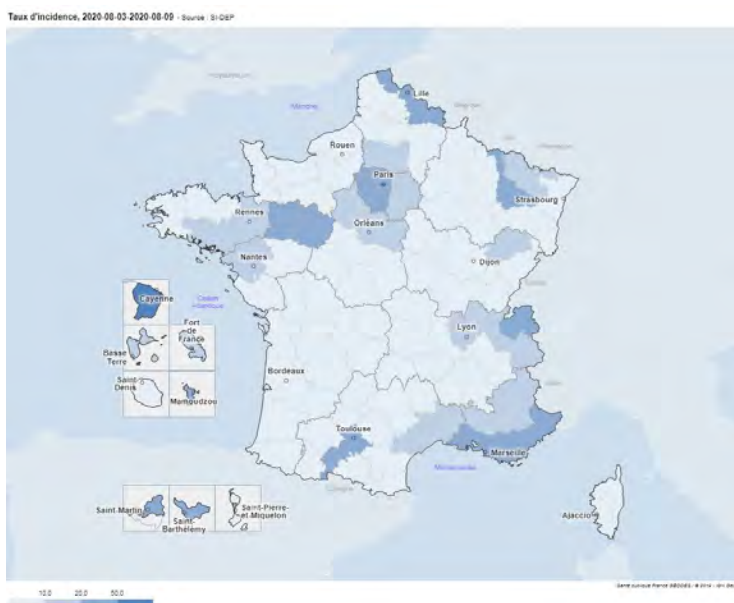 Taux d'incidence, 2020-08-03-2020-08-09 - Source : SI-DEP
Manche
Lille
Rouen
Paris
Strasbourg
Rennes
Orléans
Nantes
Dijon
Cayenne
Océan
Atlantique
Fort
de
France
Lyon
Basse
Terre
Saint-
Denis
Mamoudzou
Bordeaux
Toulouse
Marseille
Saint-Martin
Saint-
Barthélémy
Saint-Pierre-
et-Miquelon
Ajaccio
10.0 20.0 50.0